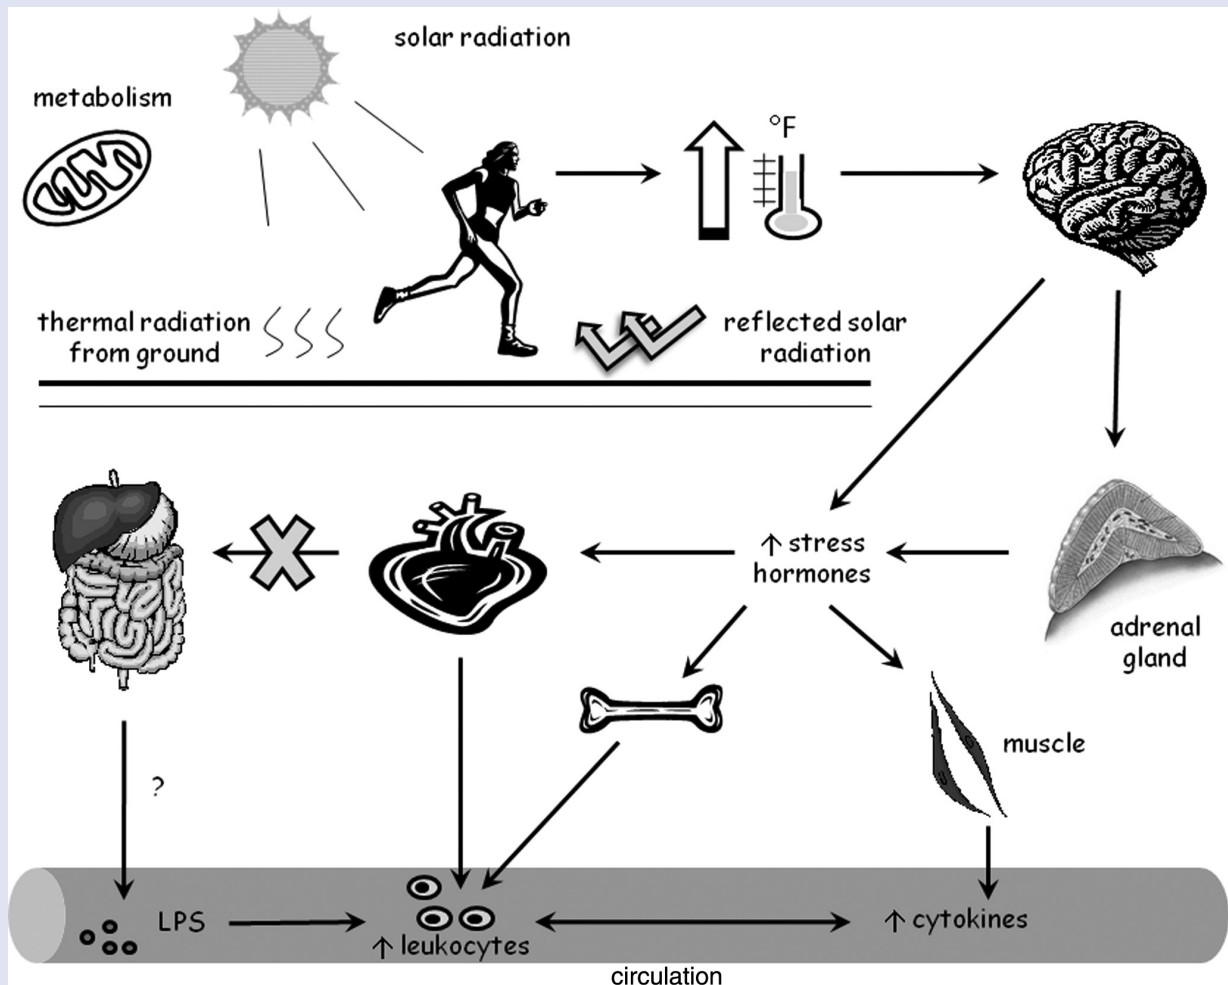 solar radiation
metabolism
°F
thermal radiation
from ground
reflected solar
radiation
↑ stress
hormones
adrenal
gland
muscle
?
LPS
↑ leukocytes
↑ cytokines
circulation